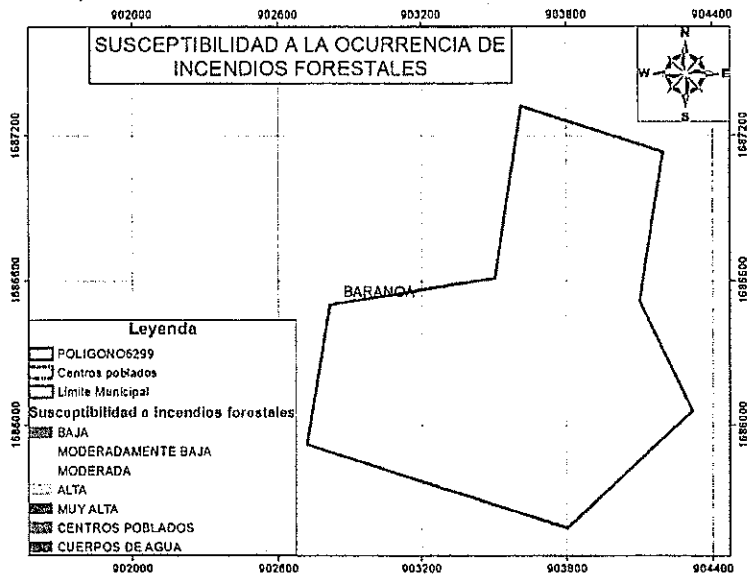 902000 902600 903200 903800 904400
SUSCEPTIBILIDAD A LA OCURRENCIA DE
INCENDIOS FORESTALES
N
W E
S
1687200 1687200
1686600 1686600
BARANOA
Leyenda
POLIGONO6299
Centros poblados
Limite Municipal
Susceptibilidad a incendios forestales
BAJA
MODERADAMENTE BAJA
MODERADA
ALTA
MUY ALTA
CENTROS POBLADOS
CUERPOS DE AGUA
1686000 1686000
902000 902600 903200 903800 904400